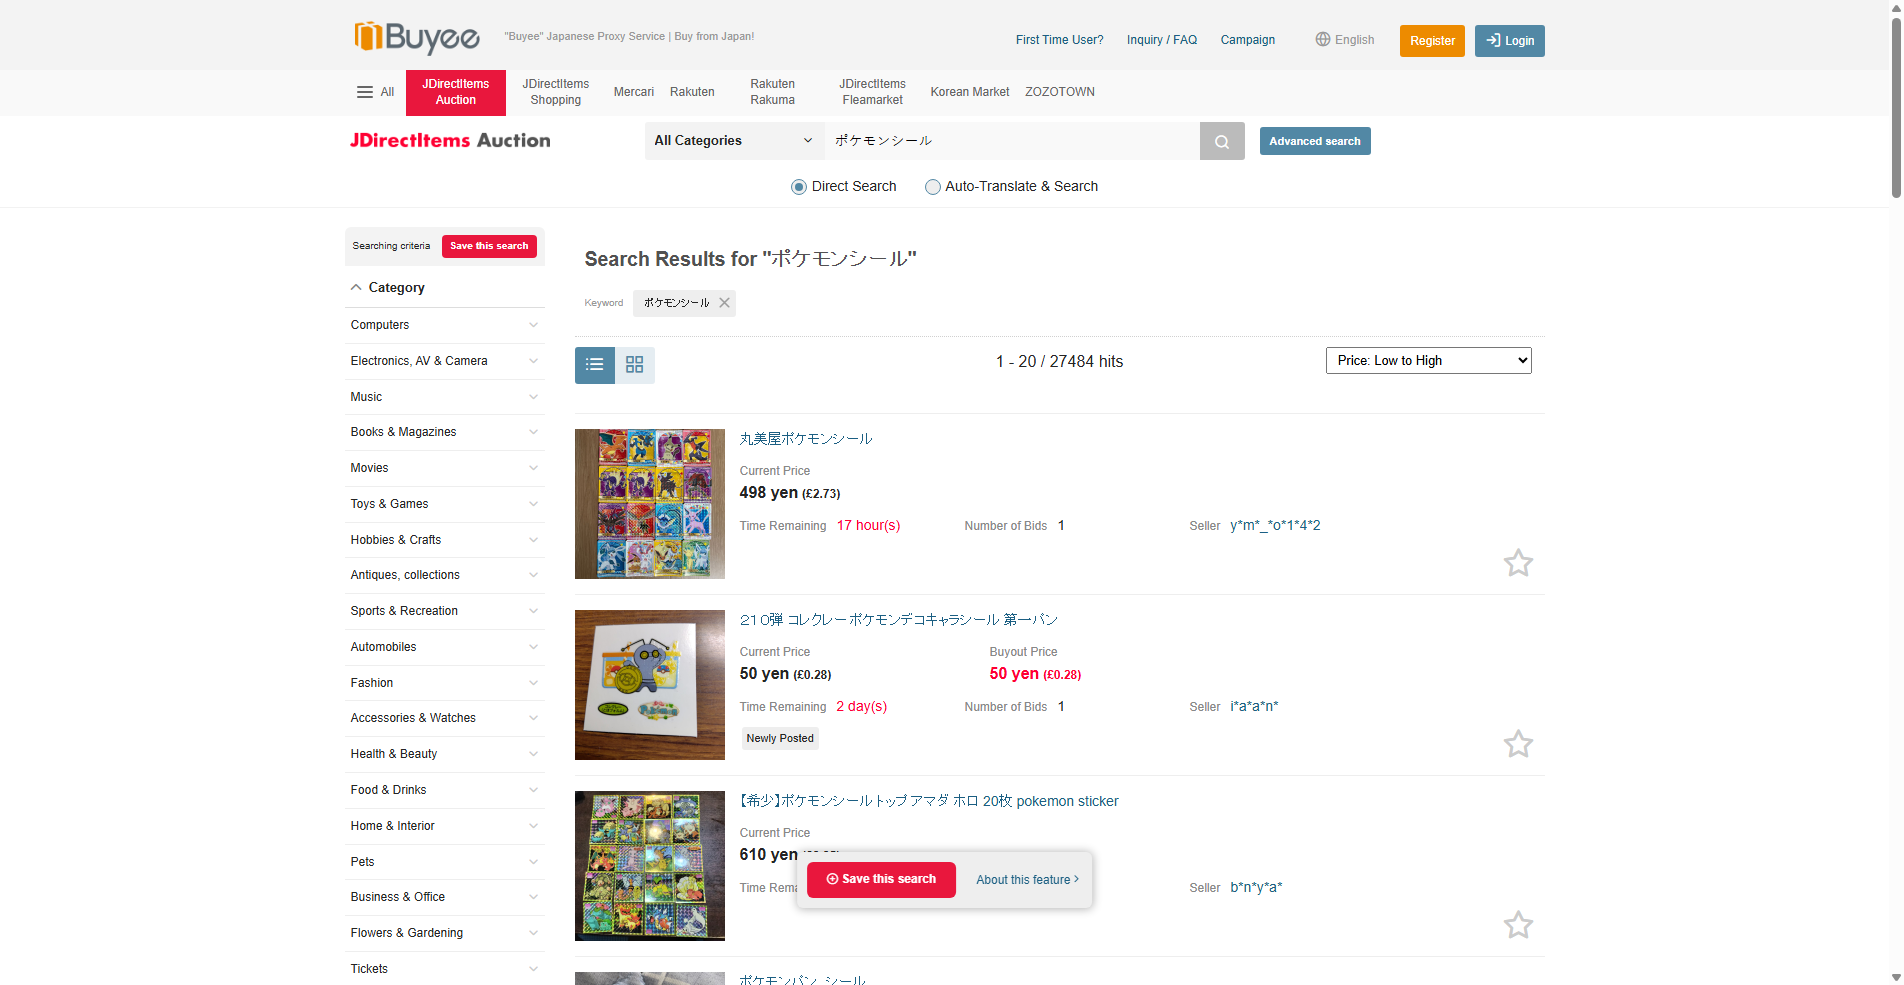 Buyee
"Buyee" Japanese Proxy Service | Buy from Japan!
First Time User?
Inquiry / FAQ
Campaign
English
Register
Login
All
JDirectItems
Auction
JDirectItems
Shopping
Mercari
Rakuten
Rakuten
Rakuma
JDirectItems
Fleamarket
Korean Market
ZOZOTOWN
JDirectItems Auction
All Categories
ポケモンシール
Advanced search
Direct Search
Auto-Translate & Search
Searching criteria
Save this search
Category
Computers
Electronics, AV & Camera
Music
Books & Magazines
Movies
Toys & Games
Hobbies & Crafts
Antiques, collections
Sports & Recreation
Automobiles
Fashion
Accessories & Watches
Health & Beauty
Food & Drinks
Home & Interior
Pets
Business & Office
Flowers & Gardening
Tickets
Search Results for "ポケモンシール"
Keyword
ポケモンシール
1 - 20 / 27484 hits
Price: Low to High
丸美屋ポケモンシール
Current Price
498 yen (£2.73)
Time Remaining 17 hour(s)
Number of Bids 1
Seller y*m*_*o*1*4*2
210弾 コレクレー ポケモンデコキャラシール 第一パン
Current Price
50 yen (£0.28)
Buyout Price
50 yen (£0.28)
Time Remaining 2 day(s)
Number of Bids 1
Seller i*a*a*n*
Newly Posted
【希少】ポケモンシール トップ アマダ ホロ 20枚 pokemon sticker
Current Price
610 yen
Time Rema
Seller b*n*y*a*
Save this search
About this feature
ポケモンパン シール